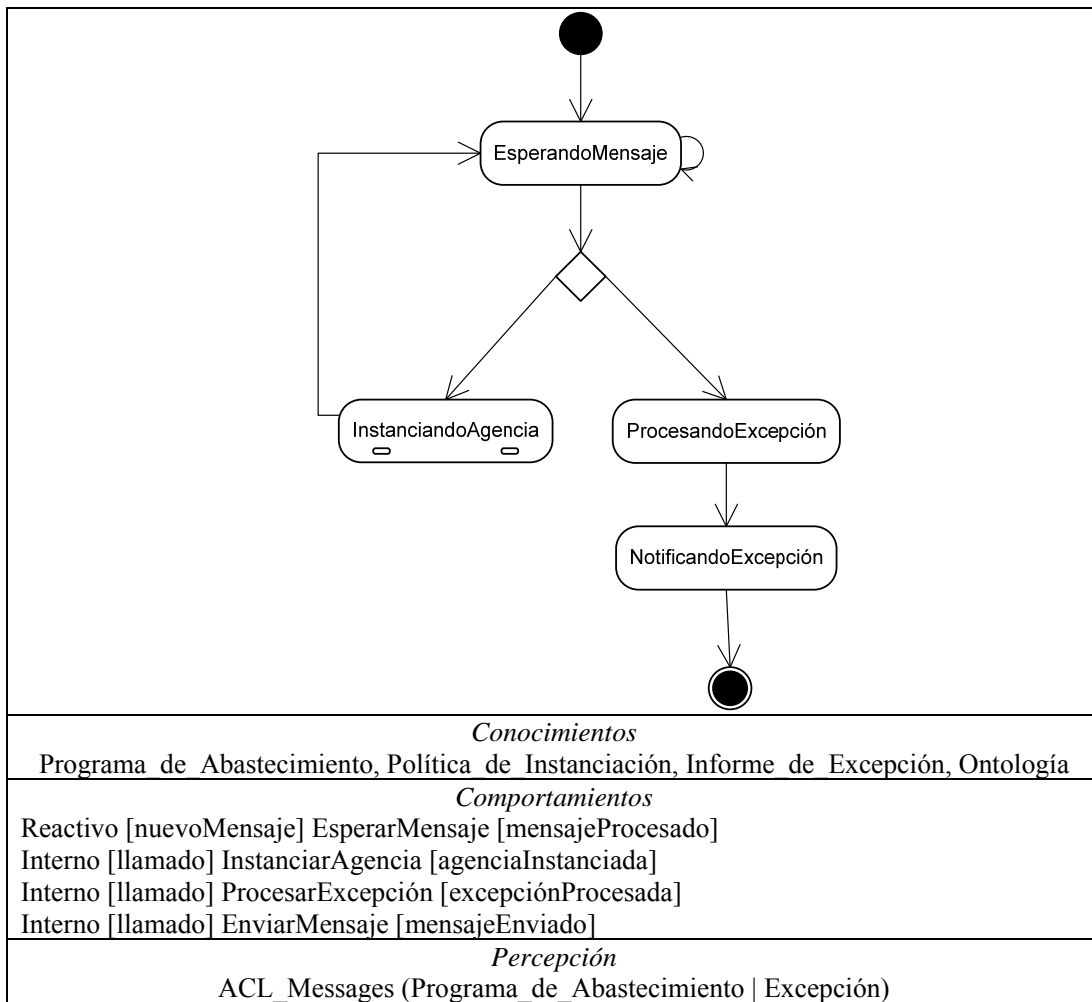 EsperandoMensaje
InstanciandoAgencia
ProcesandoExcepción
NotificandoExcepción
Conocimientos
Programa_de_Abastecimiento, Política_de_Instanciación, Informe_de_Excepción, Ontología
Comportamientos
Reactivo [nuevoMensaje] EsperarMensaje [mensajeProcesado]
Interno [llamado] InstanciarAgencia [agenciaInstanciada]
Interno [llamado] ProcesarExcepción [excepciónProcesada]
Interno [llamado] EnviarMensaje [mensajeEnviado]
Percepción
ACL_Messages (Programa_de_Abastecimiento | Excepción)